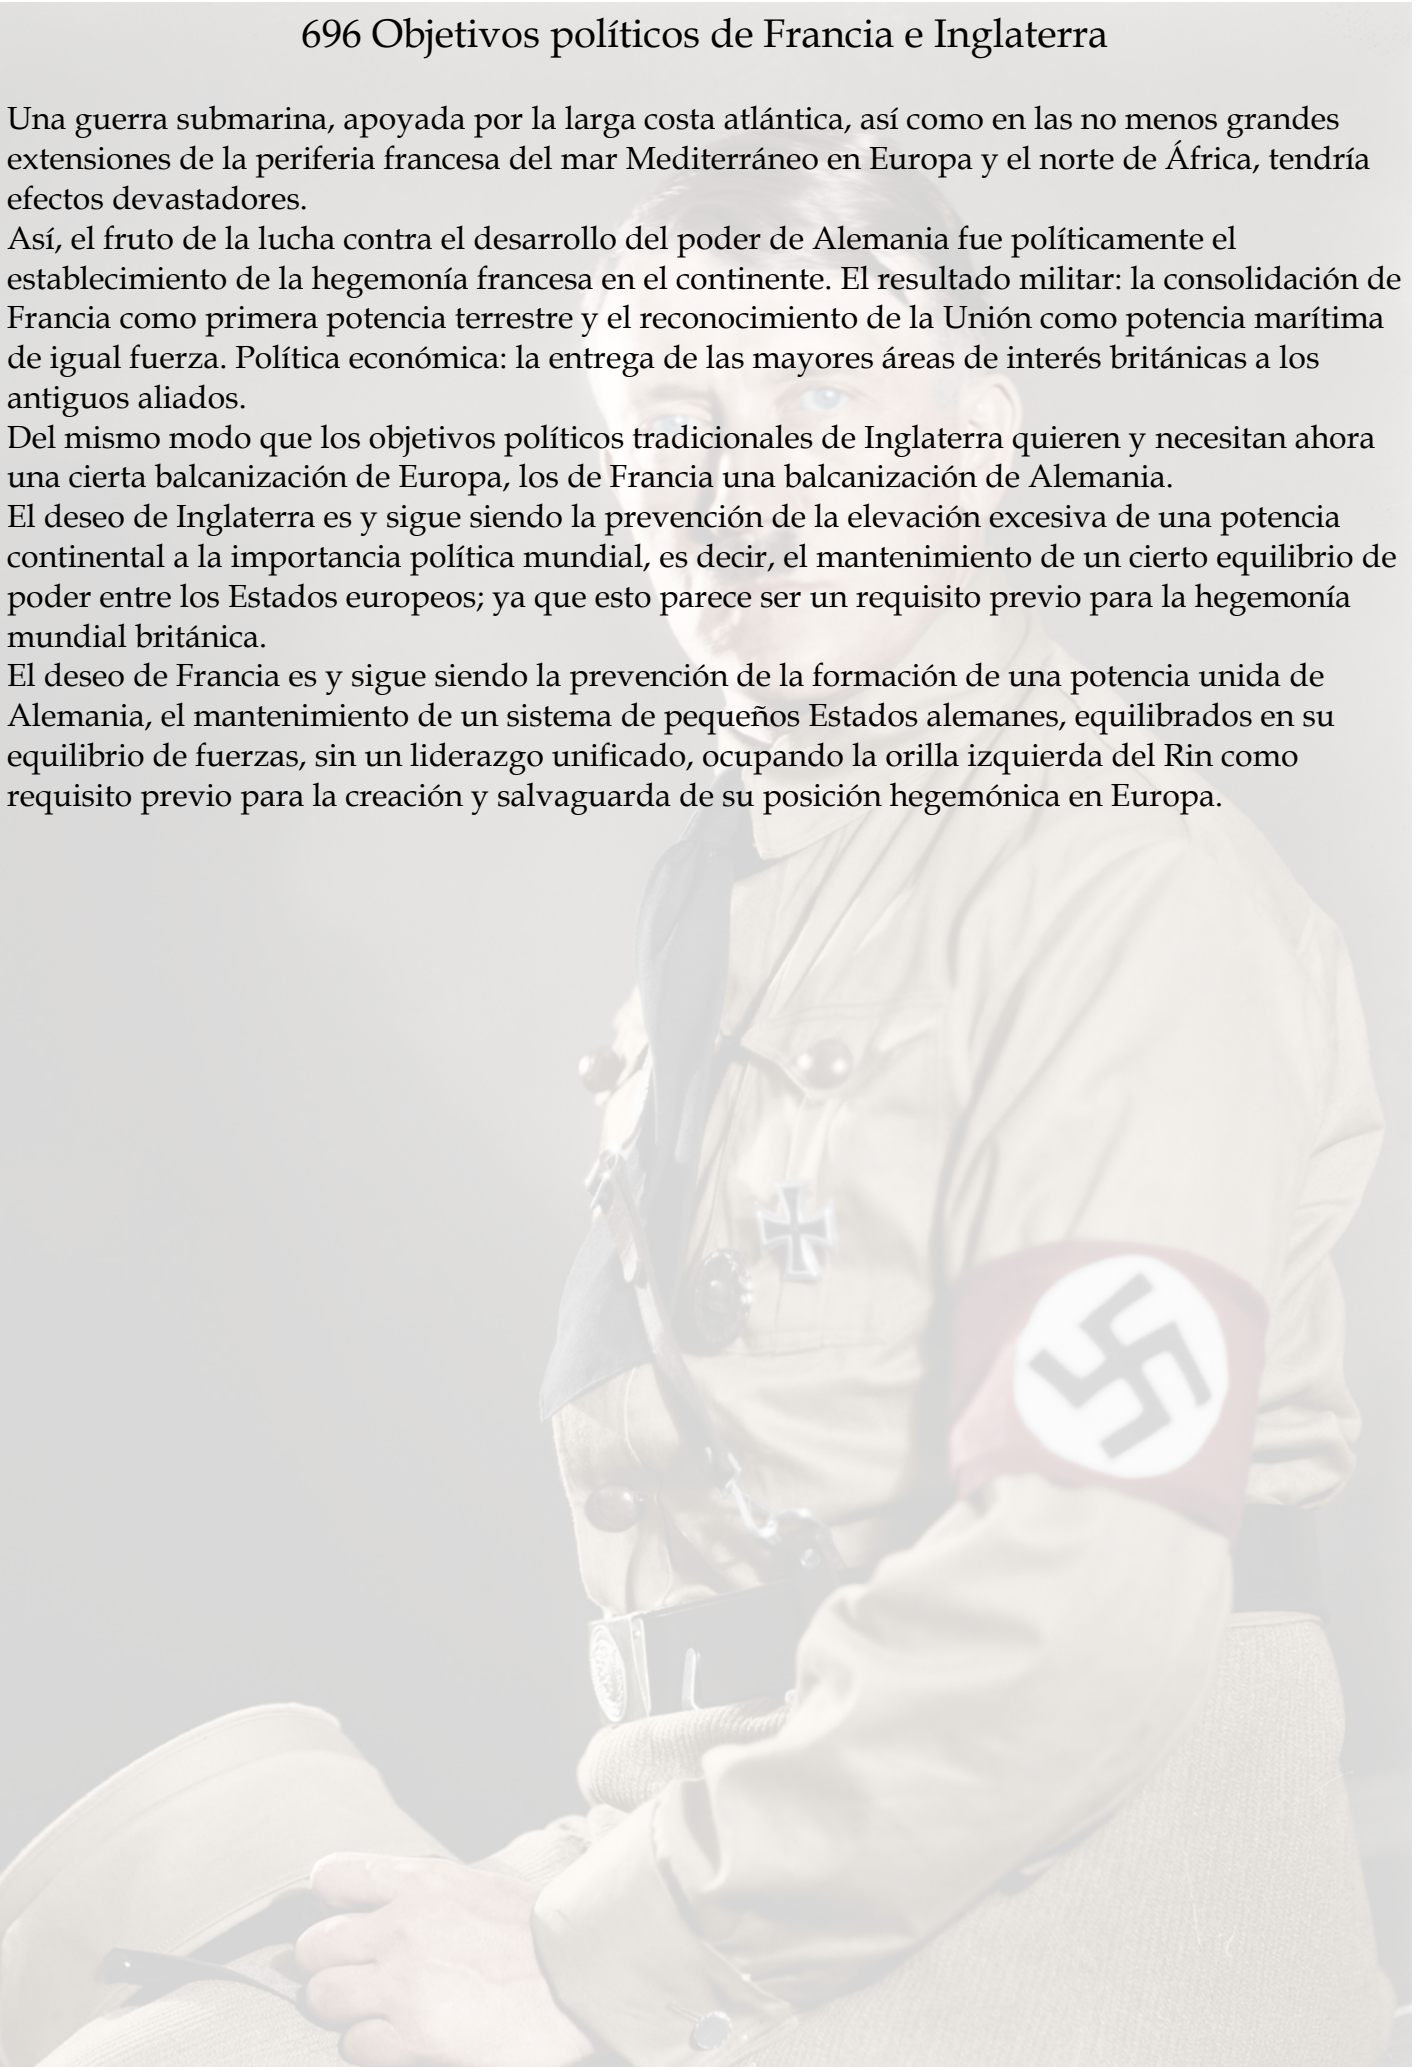 696 Objetivos políticos de Francia e Inglaterra
Una guerra submarina, apoyada por la larga costa atlántica, así como en las no menos grandes
extensiones de la periferia francesa del mar Mediterráneo en Europa y el norte de África, tendría
efectos devastadores.
Así, el fruto de la lucha contra el desarrollo del poder de Alemania fue políticamente el
establecimiento de la hegemonía francesa en el continente. El resultado militar: la consolidación de
Francia como primera potencia terrestre y el reconocimiento de la Unión como potencia marítima
de igual fuerza. Política económica: la entrega de las mayores áreas de interés británicas a los
antiguos aliados.
Del mismo modo que los objetivos políticos tradicionales de Inglaterra quieren y necesitan ahora
una cierta balcanización de Europa, los de Francia una balcanización de Alemania.
El deseo de Inglaterra es y sigue siendo la prevención de la elevación excesiva de una potencia
continental a la importancia política mundial, es decir, el mantenimiento de un cierto equilibrio de
poder entre los Estados europeos; ya que esto parece ser un requisito previo para la hegemonía
mundial británica.
El deseo de Francia es y sigue siendo la prevención de la formación de una potencia unida de
Alemania, el mantenimiento de un sistema de pequeños Estados alemanes, equilibrados en su
equilibrio de fuerzas, sin un liderazgo unificado, ocupando la orilla izquierda del Rin como
requisito previo para la creación y salvaguarda de su posición hegemónica en Europa.